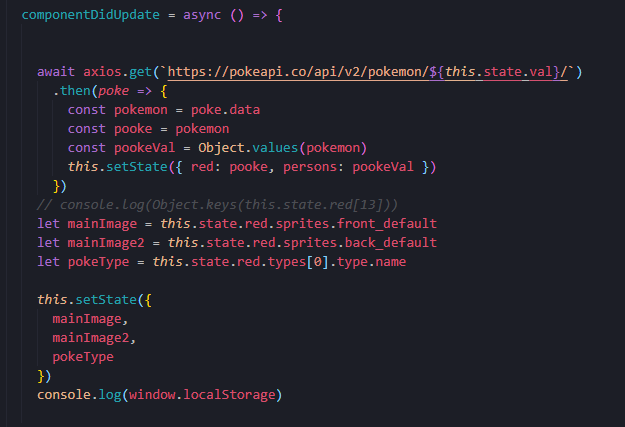 componentDidUpdate = async () => {
await axios.get(`https://pokeapi.co/api/v2/pokemon/${this.state.val}/`)
.then(poke => {
const pokemon = poke.data
const pooke = pokemon
const pookeVal = Object.values(pokemon)
this.setState({ red: pooke, persons: pookeVal })
})
// console.log(Object.keys(this.state.red[13]))
let mainImage = this.state.red.sprites.front_default
let mainImage2 = this.state.red.sprites.back_default
let pokeType = this.state.red.types[0].type.name
this.setState({
mainImage,
mainImage2,
pokeType
})
console.log(window.localStorage)